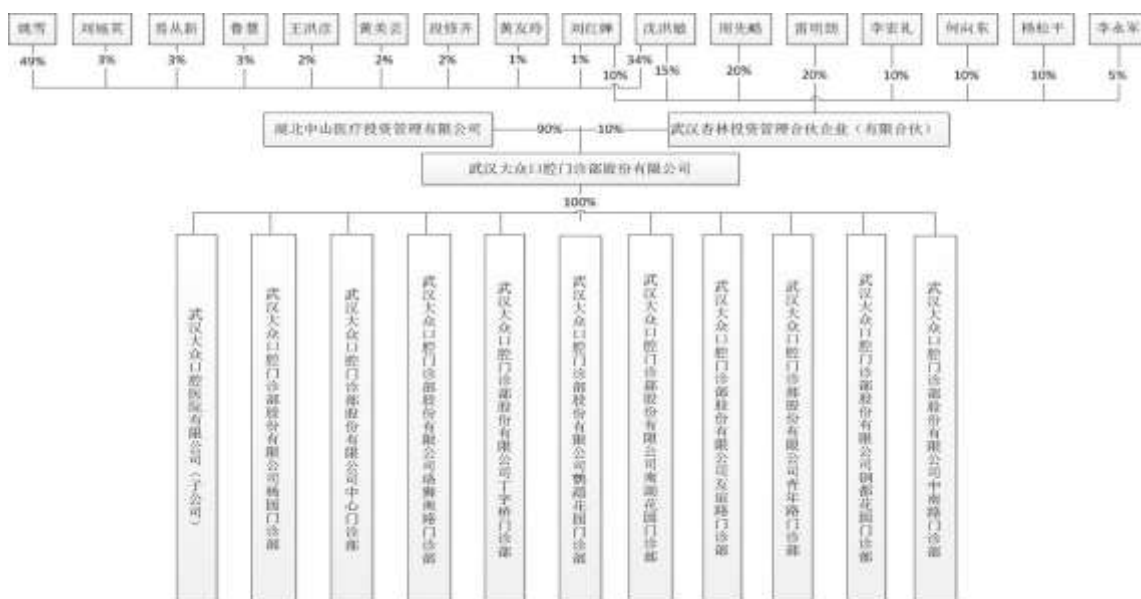 姚雪
易从新
鲁慧
王洪彦
黄美芸
段修齐
黄友玲
刘红婵
沈洪敏
雷明朗
李宏礼
何向东
杨松平
李永军
49%
3%
3%
3%
2%
2%
2%
1%
1%
10%
34%
15%
20%
20%
10%
10%
10%
5%
湖北中山医疗投资管理有限公司
90%
10%
武汉杏林投资管理合伙企业（有限合伙）
武汉大众口腔门诊部股份有限公司
100%
武汉大众口腔医院有限公司（子公司）
武汉大众口腔门诊部股份有限公司杨园门诊部
武汉大众口腔门诊部股份有限公司中心门诊部
武汉大众口腔门诊部股份有限公司珞狮南路门诊部
武汉大众口腔门诊部股份有限公司丁字桥门诊部
武汉大众口腔门诊部股份有限公司鹦鹉花园门诊部
武汉大众口腔门诊部股份有限公司南湖花园门诊部
武汉大众口腔门诊部股份有限公司友谊路门诊部
武汉大众口腔门诊部股份有限公司青年路门诊部
武汉大众口腔门诊部股份有限公司钢都花园门诊部
武汉大众口腔门诊部股份有限公司中南路门诊部